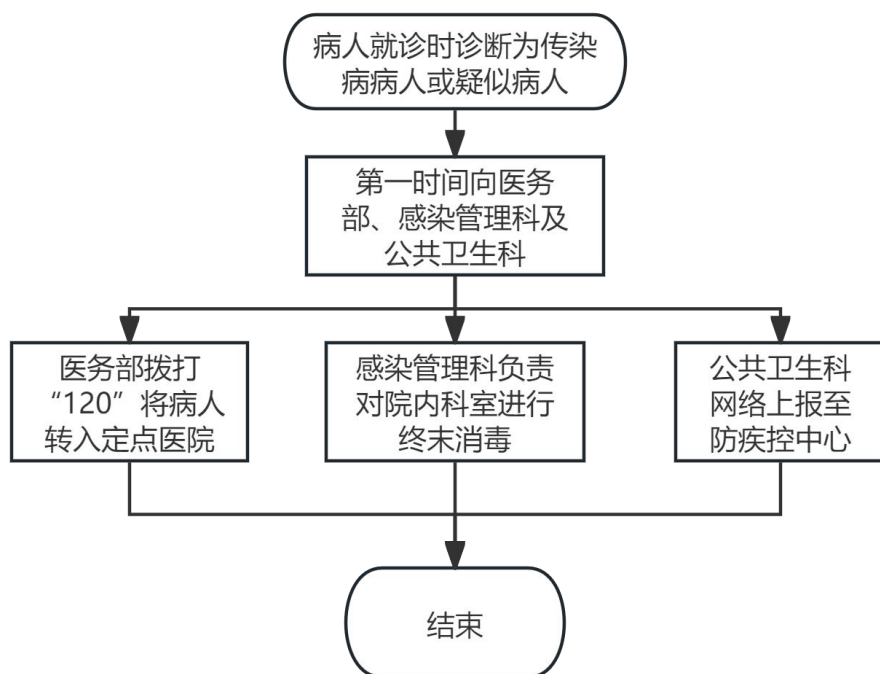 病人就诊时诊断为传染
病病人或疑似病人
第一时间向医务
部、感染管理科及
公共卫生科
医务部拨打
“120”将病人
转入定点医院
感染管理科负责
对院内科室进行
终末消毒
公共卫生科
网络上报至
防疾控中心
结束